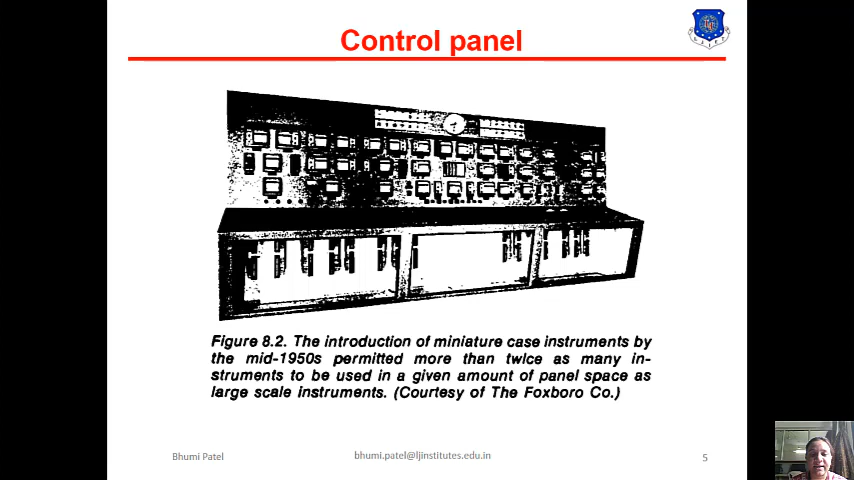 Control panel
Figure 8.2. The introduction of miniature case instruments by
the mid-1950s permitted more than twice as many in-
struments to be used in a given amount of panel space as
large scale instruments. (Courtesy of The Foxboro Co.)
Bhumi Patel
bhumi.patel@ljinstitutes.edu.in
5